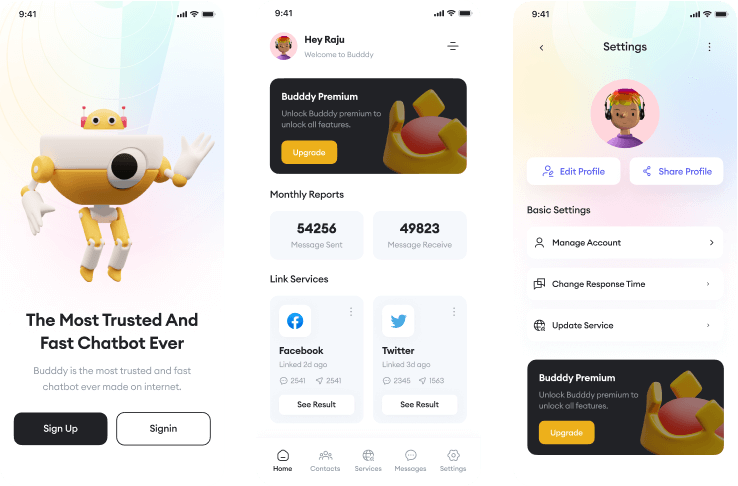 9:41
The Most Trusted And
Fast Chatbot Ever
Budddy is the most trusted and fast
chatbot ever made on internet.
Sign Up
Signin
9:41
Hey Raju
Welcome to Budddy
Budddy Premium
Unlock Budddy premium to
unlock all features.
Upgrade
Monthly Reports
54256
Message Sent
49823
Message Receive
Link Services
Facebook
Linked 2d ago
2541 2541
See Result
Twitter
Linked 3d ago
2345 1563
See Result
Home Contacts Services Messages Settings
9:41
Settings
Edit Profile
Share Profile
Basic Settings
Manage Account
Change Response Time
Update Service
Budddy Premium
Unlock Budddy premium to
unlock all features.
Upgrade